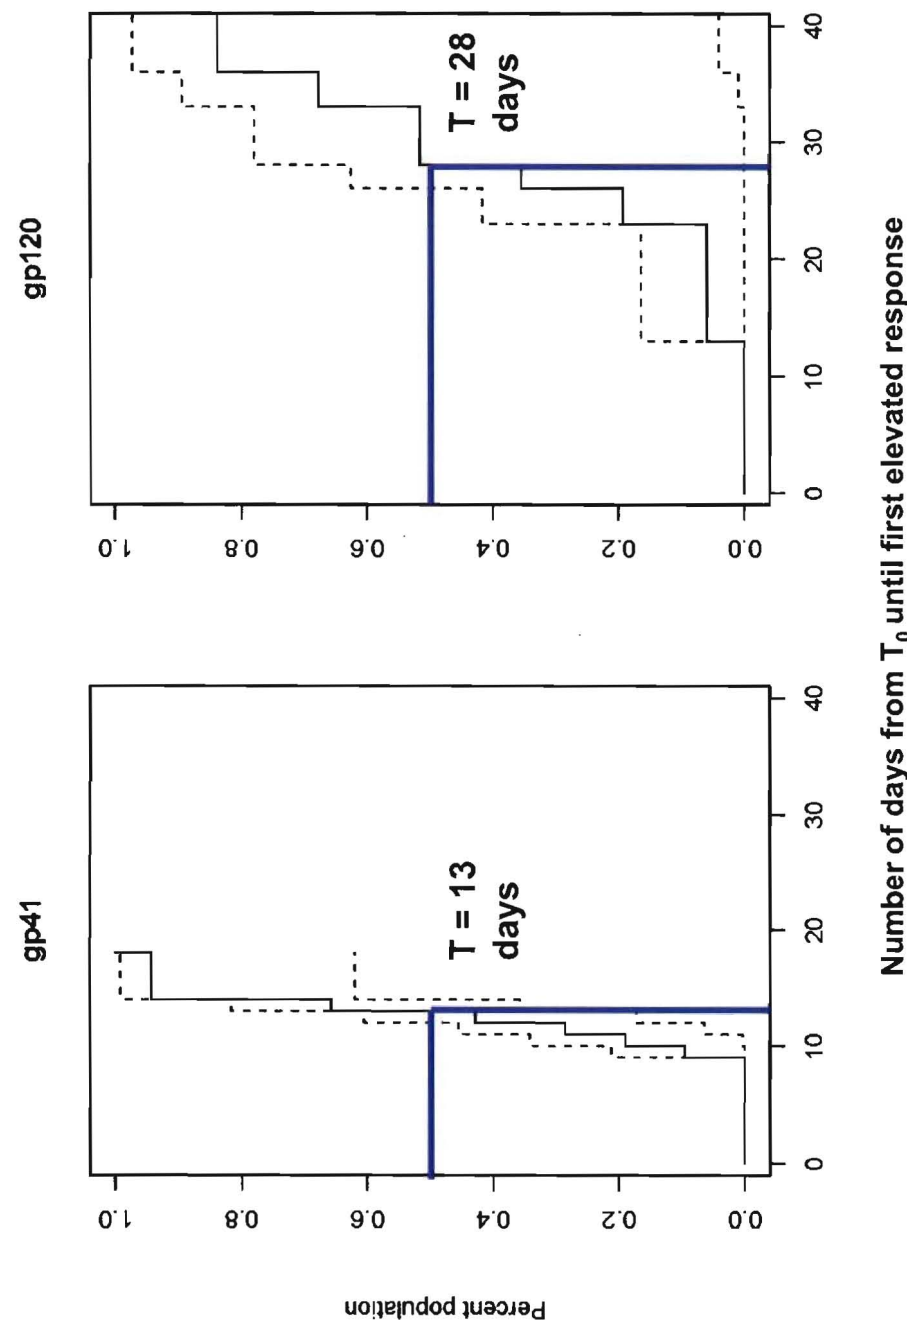 gp41
gp120
Percent population
1.0
0.8
0.6
0.4
0.2
0.0
0
10
20
30
40
T = 13
days
1.0
0.8
0.6
0.4
0.2
0.0
0
10
20
30
40
T = 28
days
Number of days from T₀ until first elevated response